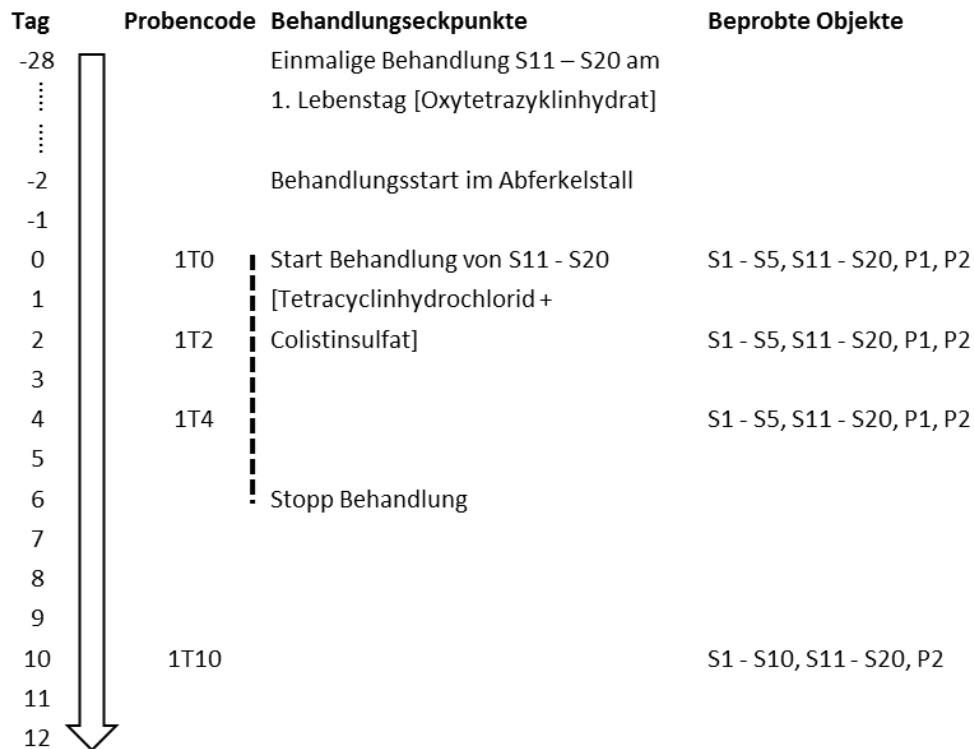 Tag Probencode Behandlungseckpunkte Beprobte Objekte
-28 Einmalige Behandlung S11 – S20 am
1. Lebenstag [Oxytetrazyklinhydrat]
-2 Behandlungsstart im Abferkelstall
-1
0 1T0 Start Behandlung von S11 - S20 S1 - S5, S11 - S20, P1, P2
1 [Tetracyclinhydrochlorid +
2 1T2 Colistinsulfat] S1 - S5, S11 - S20, P1, P2
3
4 1T4 S1 - S5, S11 - S20, P1, P2
5
6 Stopp Behandlung
7
8
9
10 1T10 S1 - S10, S11 - S20, P2
11
12